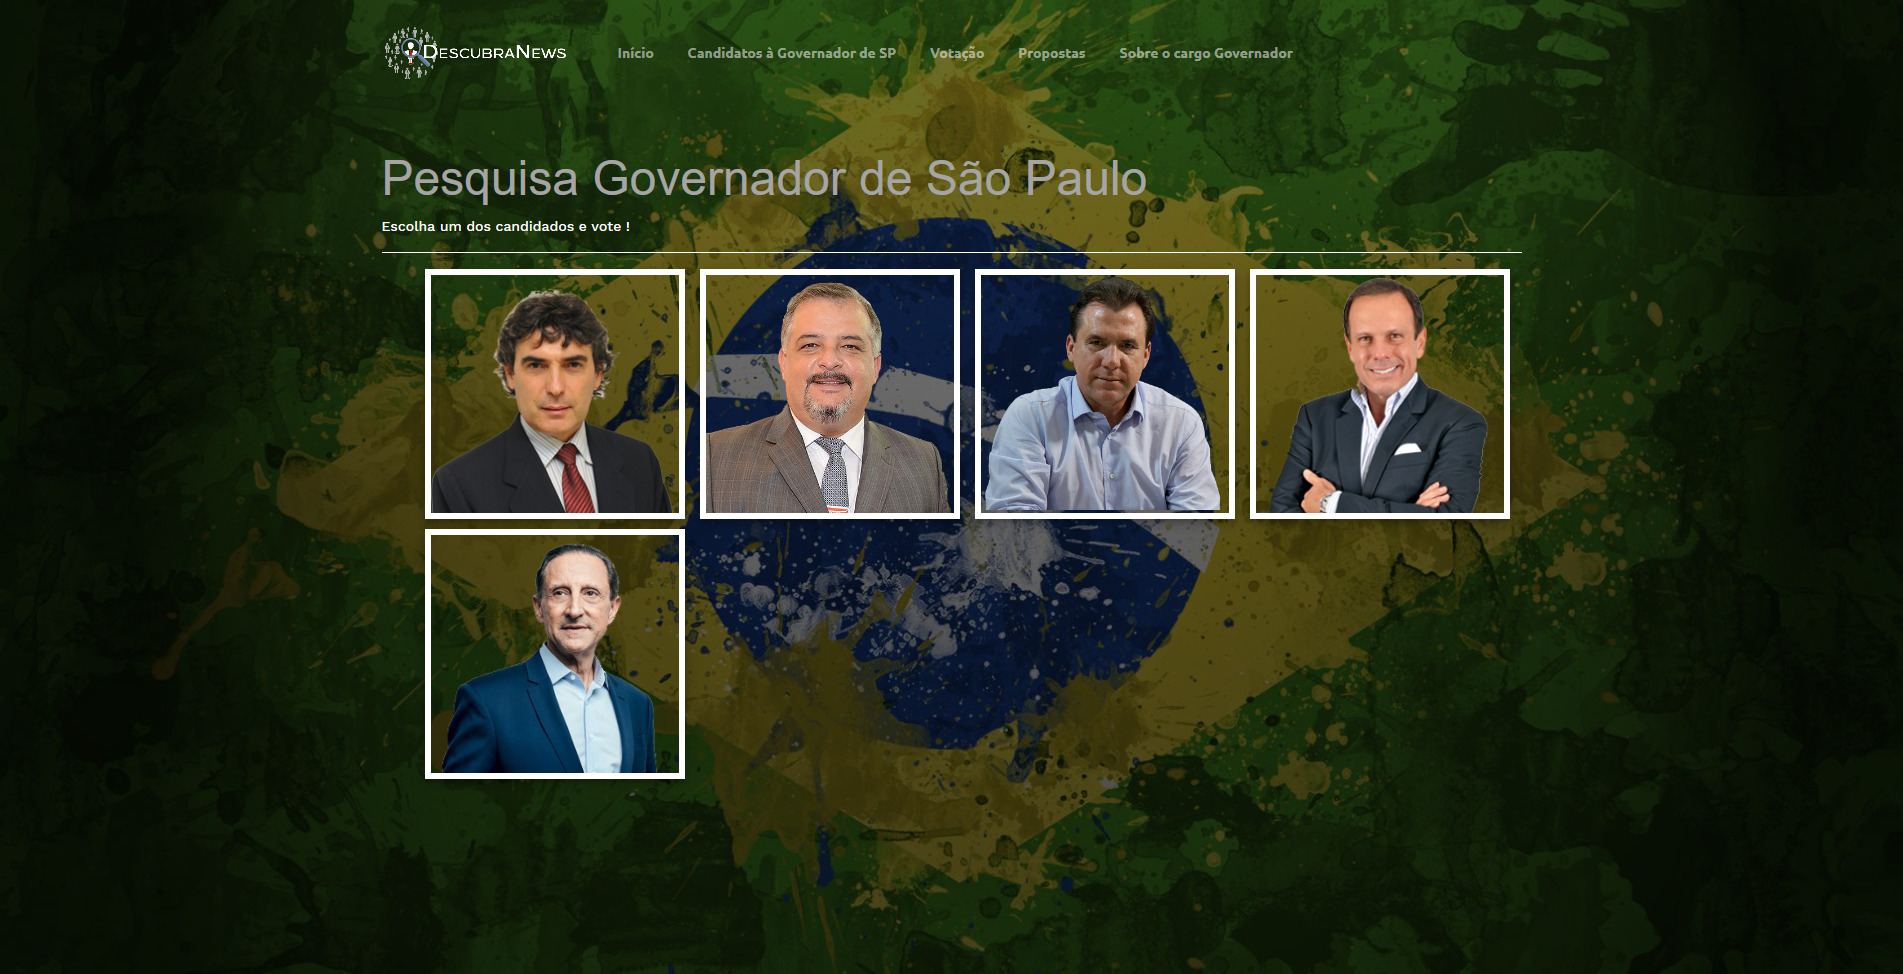 DescubraNews
Início Candidatos à Governador de SP Votação Propostas Sobre o cargo Governador
Pesquisa Governador de São Paulo
Escolha um dos candidados e vote !